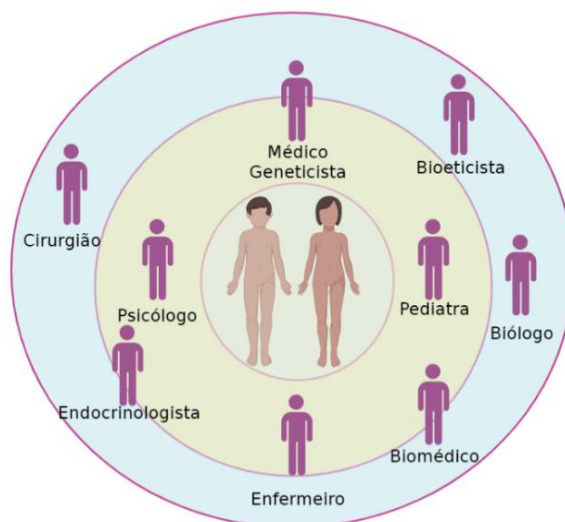 Médico
Geneticista
Bioeticista
Cirurgião
Psicólogo
Pediatra
Biólogo
Endocrinologista
Biomédico
Enfermeiro